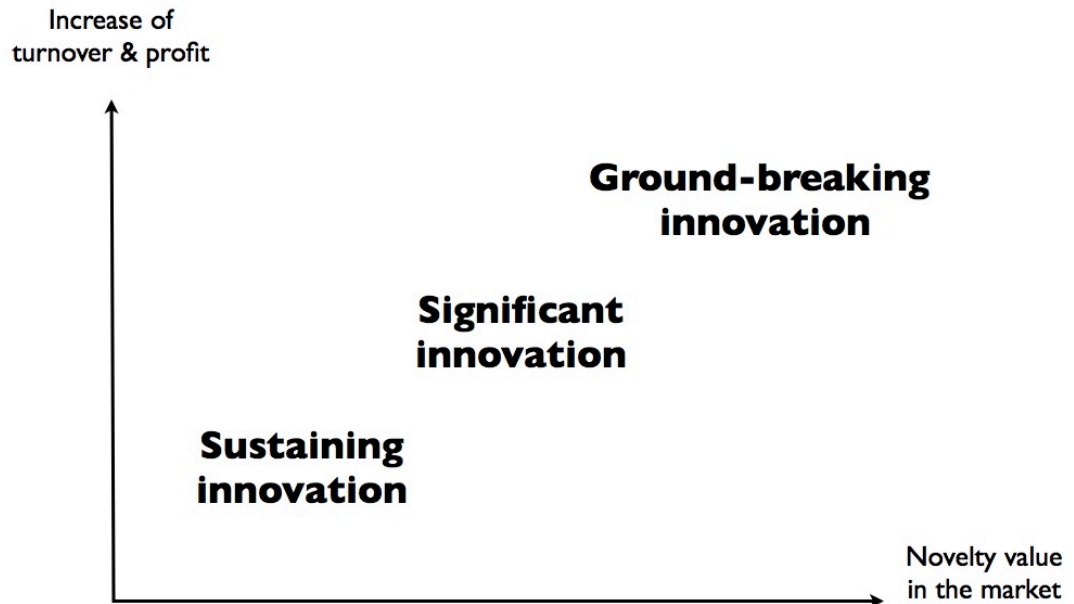 Increase of
turnover & profit
Ground-breaking
innovation
Significant
innovation
Sustaining
innovation
Novelty value
in the market